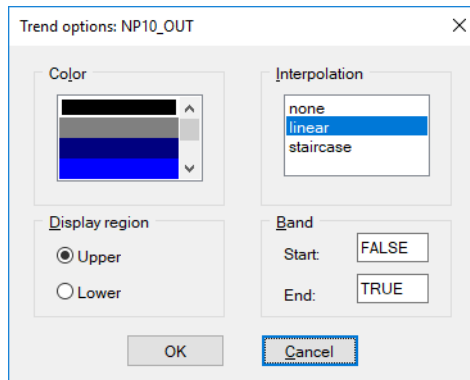 Trend options: NP10_OUT
Color
Interpolation
none
linear
staircase
Display region
Upper
Lower
Band
Start: FALSE
End: TRUE
OK
Cancel